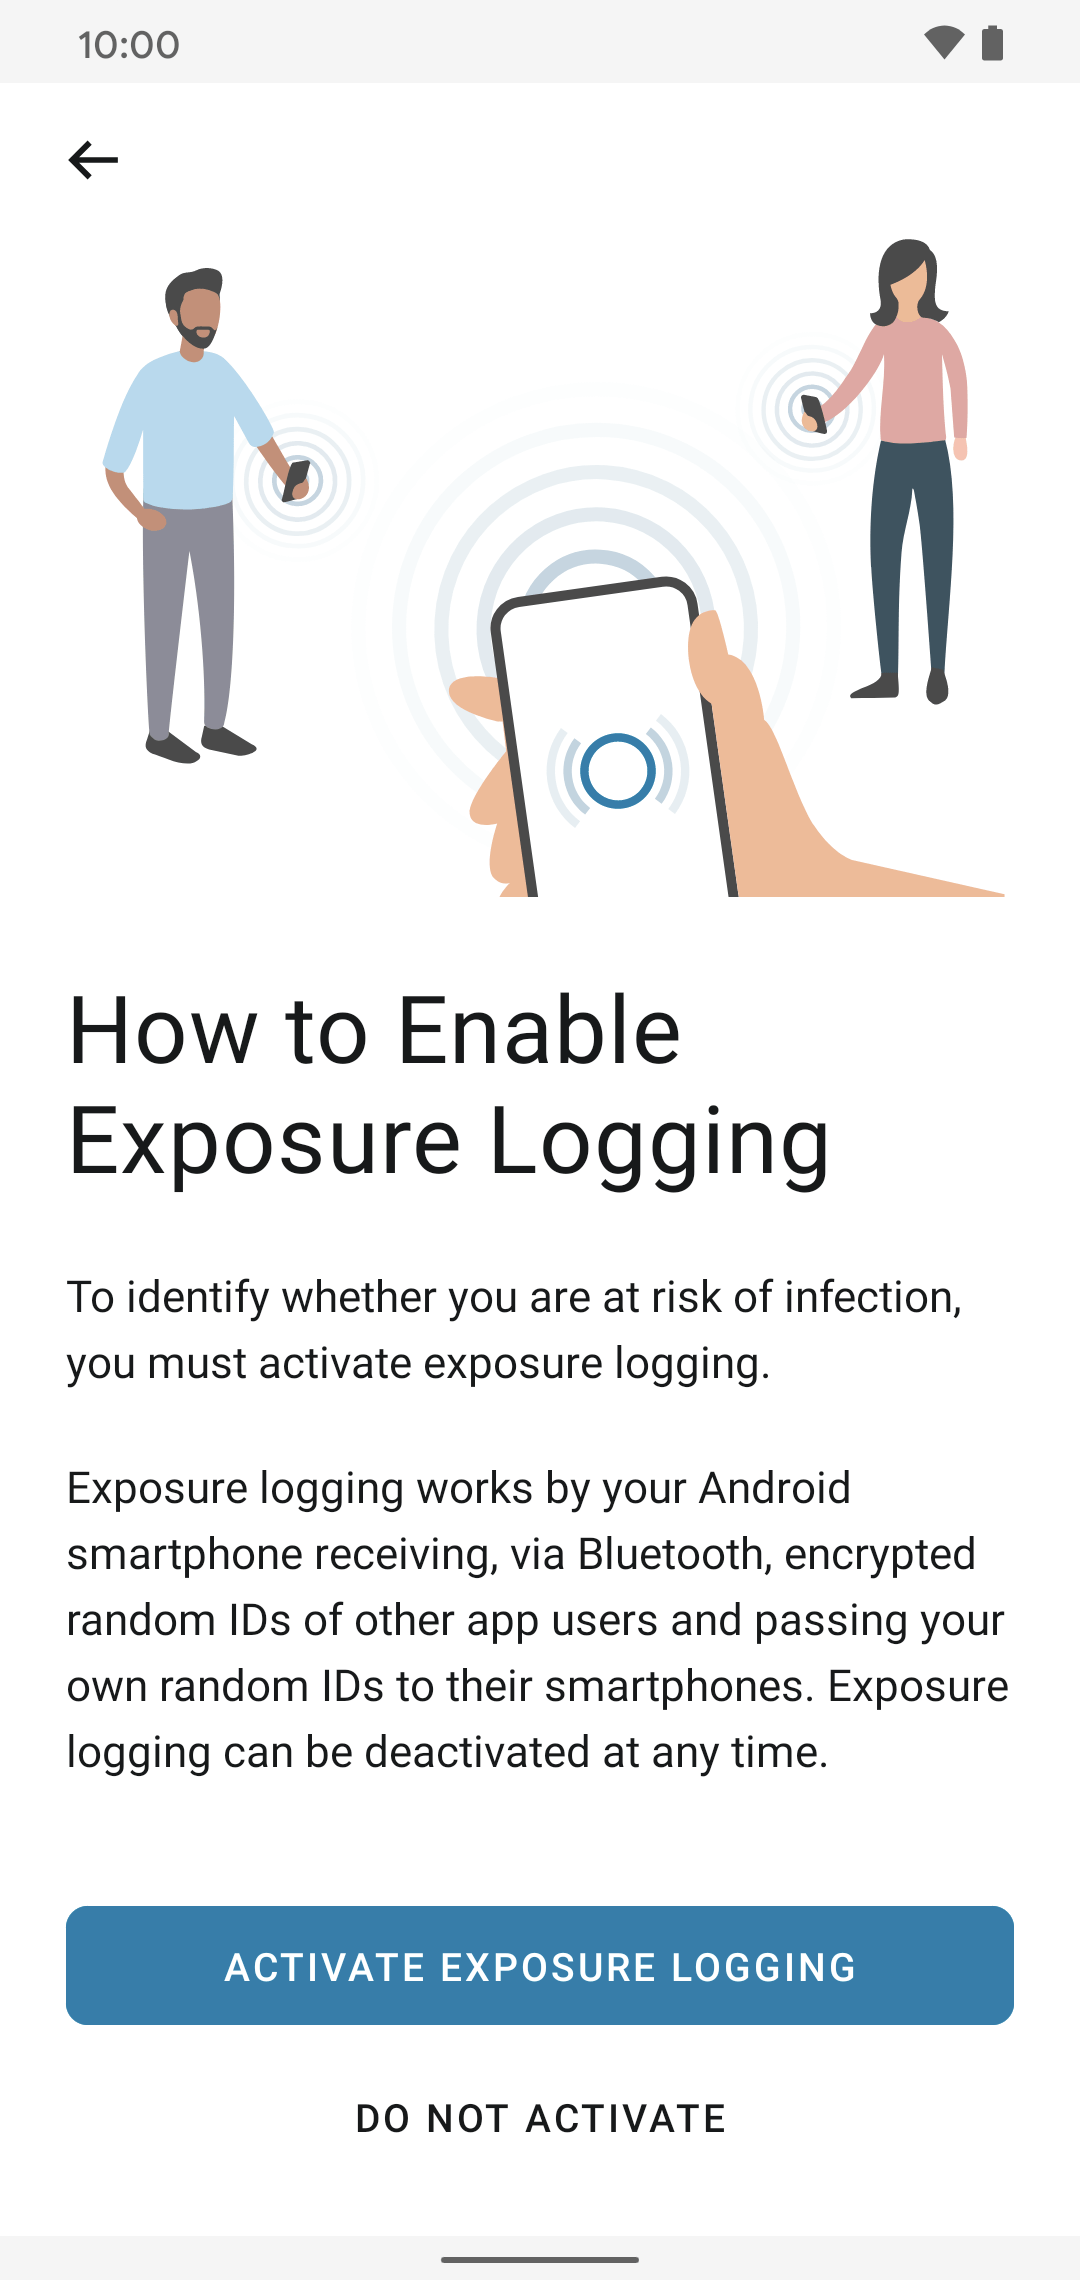 10:00
How to Enable
Exposure Logging
To identify whether you are at risk of infection,
you must activate exposure logging.
Exposure logging works by your Android
smartphone receiving, via Bluetooth, encrypted
random IDs of other app users and passing your
own random IDs to their smartphones. Exposure
logging can be deactivated at any time.
ACTIVATE EXPOSURE LOGGING
DO NOT ACTIVATE